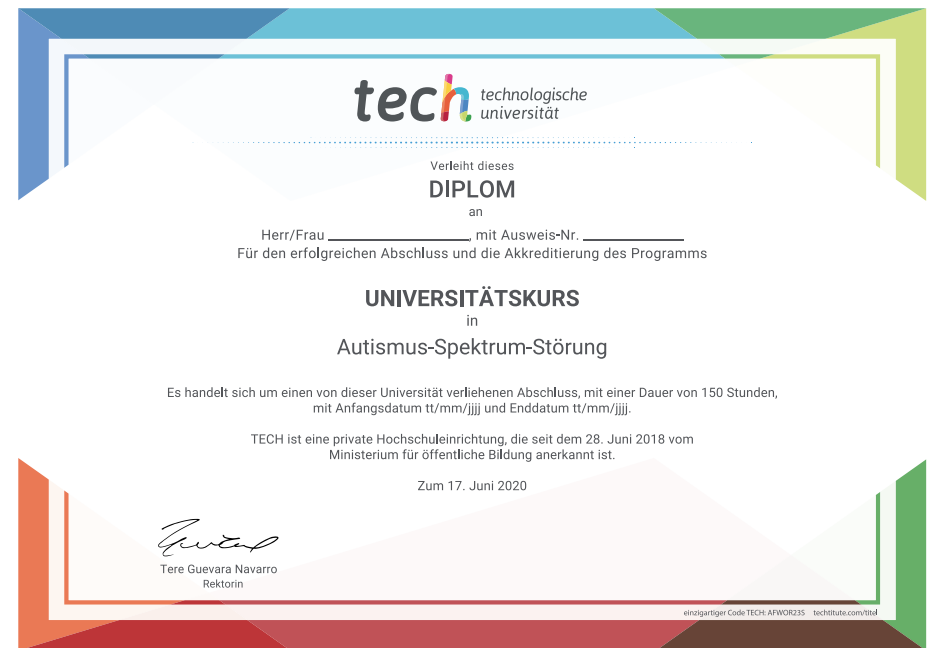 tech technologische
universität
Verleiht dieses
DIPLOM
an
Herr/Frau ____________, mit Ausweis-Nr. ____________
Für den erfolgreichen Abschluss und die Akkreditierung des Programms
UNIVERSITÄTSKURS
in
Autismus-Spektrum-Störung
Es handelt sich um einen von dieser Universität verliehenen Abschluss, mit einer Dauer von 150 Stunden,
mit Anfangsdatum tt/mm/jjjj und Enddatum tt/mm/jjjj.
TECH ist eine private Hochschuleinrichtung, die seit dem 28. Juni 2018 vom
Ministerium für öffentliche Bildung anerkannt ist.
Zum 17. Juni 2020
Tere Guevara Navarro
Rektorin
einzigartiger Code TECH: AFWOR23S techtitute.com/titel